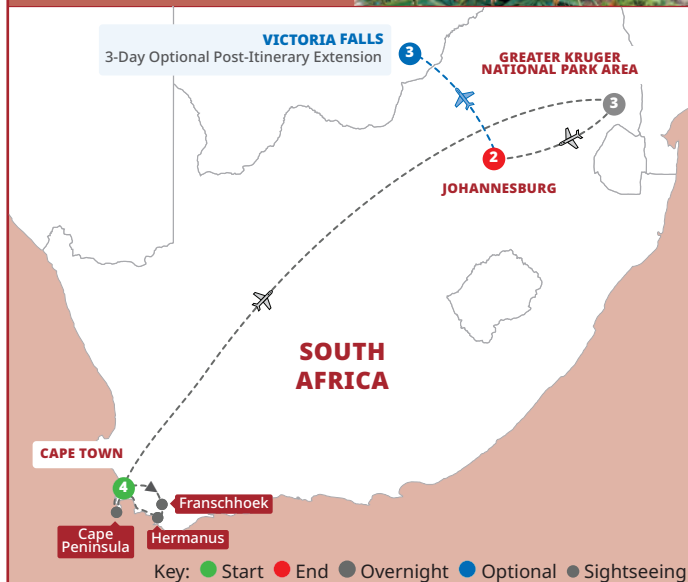 VICTORIA FALLS
3-Day Optional Post-Itinerary Extension
3
GREATER KRUGER
NATIONAL PARK AREA
3
2
JOHANNESBURG
SOUTH
AFRICA
CAPE TOWN
4
Franschhoek
Cape
Peninsula
Hermanus
Key: Start End Overnight Optional Sightseeing